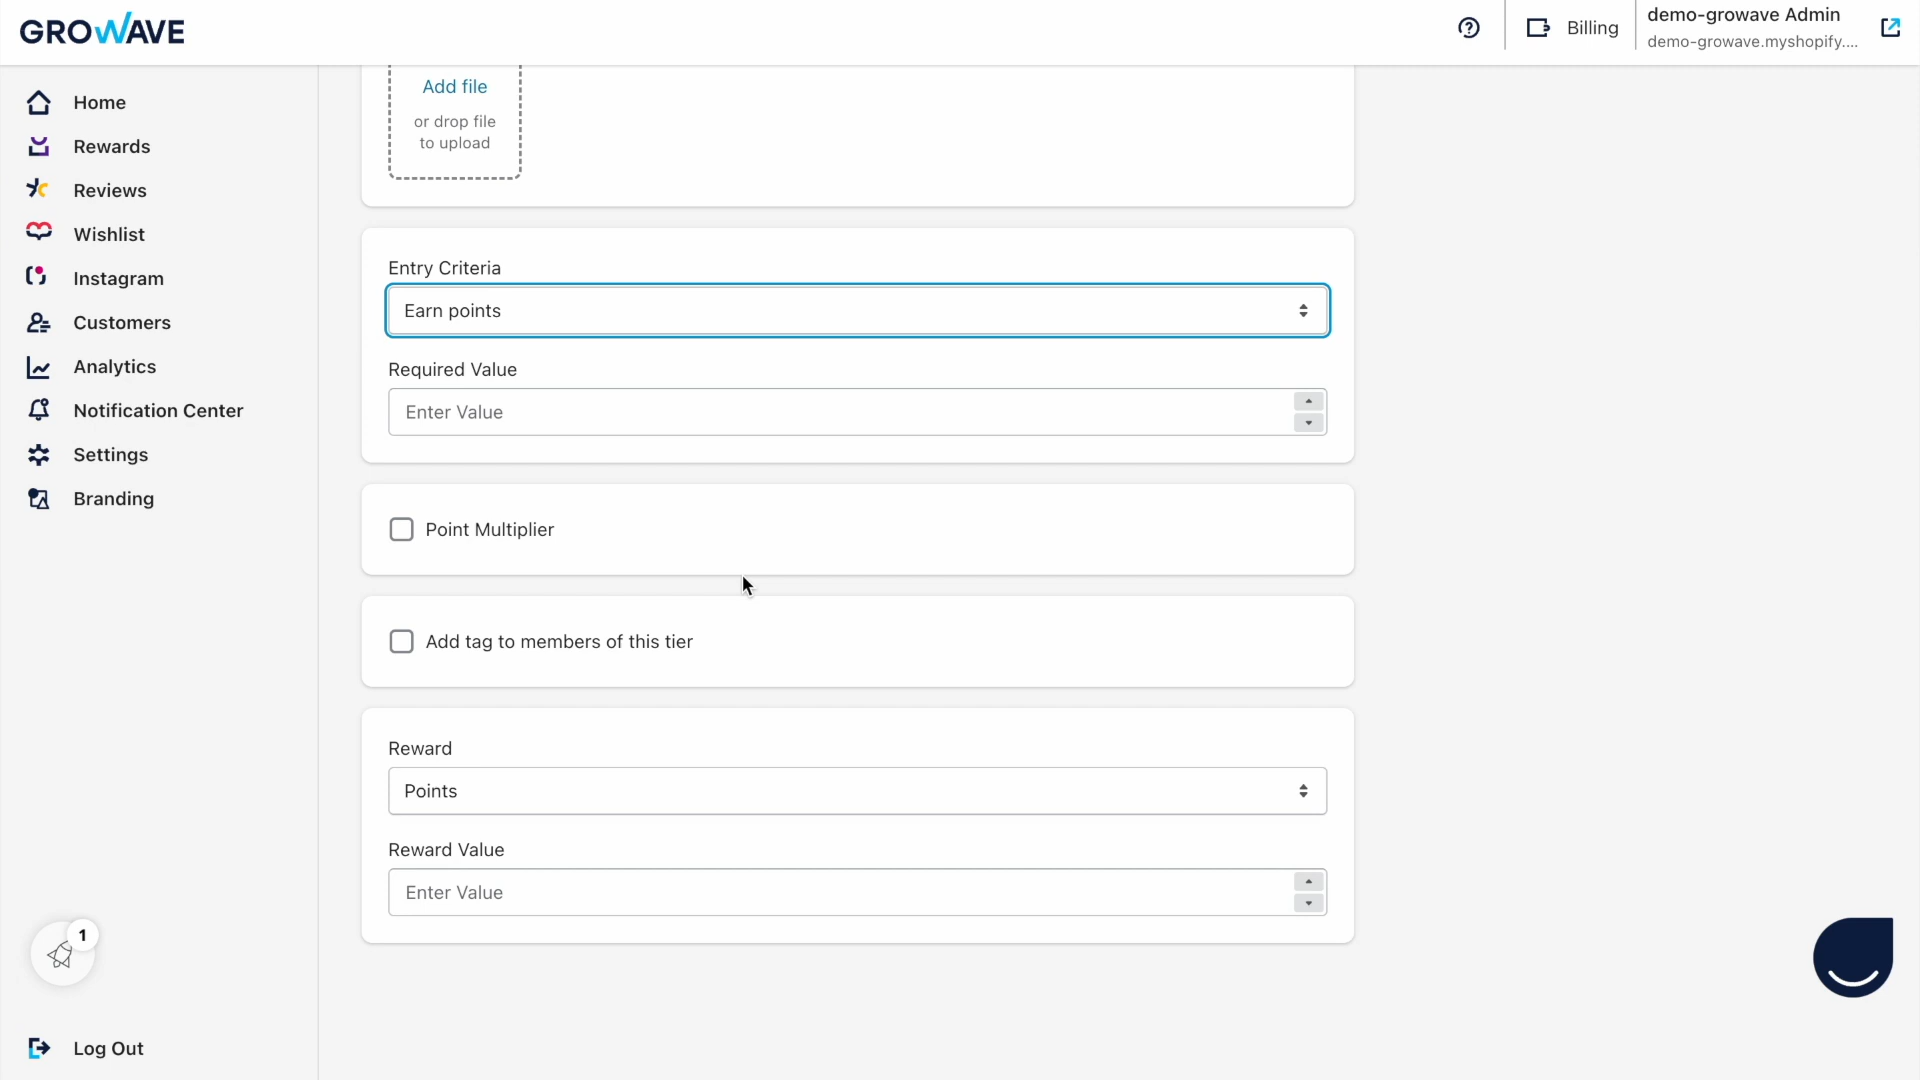 GROWAVE
Billing
demo-growave Admin
demo-growave.myshopify....
Home
Rewards
Reviews
Wishlist
Instagram
Customers
Analytics
Notification Center
Settings
Branding
1
Log Out
Add file
or drop file
to upload
Entry Criteria
Earn points
Required Value
Enter Value
Point Multiplier
Add tag to members of this tier
Reward
Points
Reward Value
Enter Value